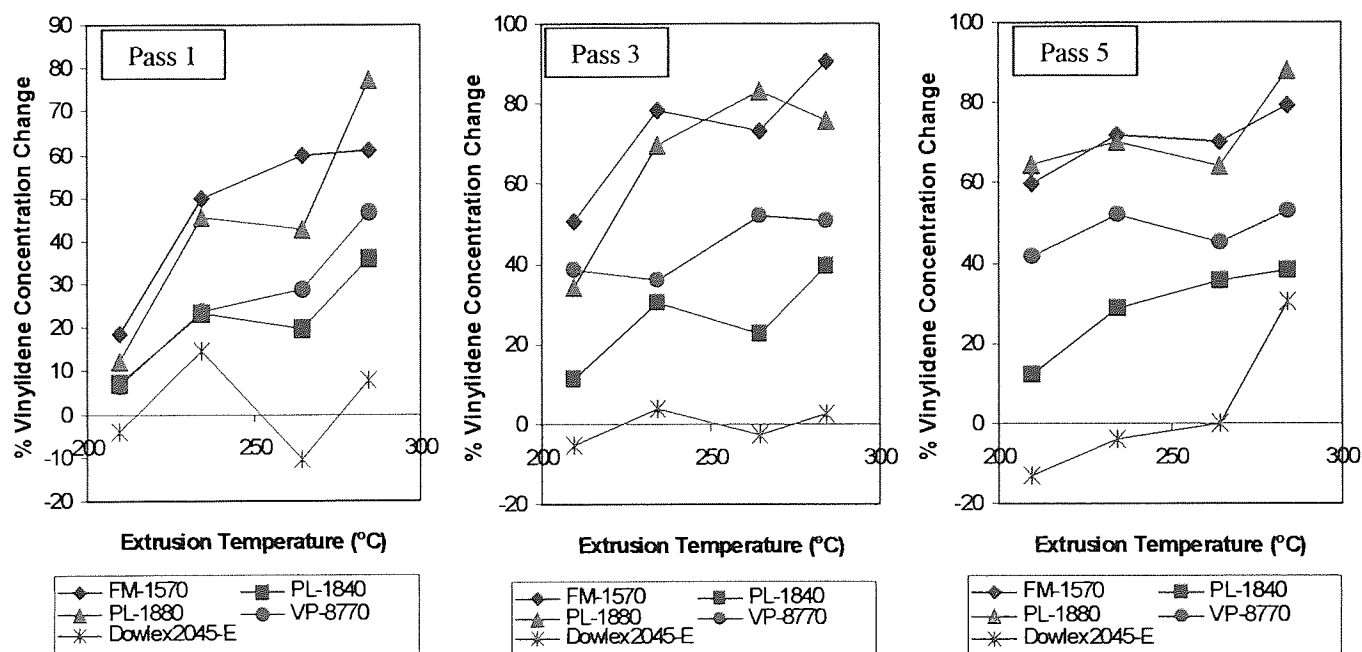 Pass 1
% Vinylidene Concentration Change
90
80
70
60
50
40
30
20
10
0
-10
-20
200
250
300
Extrusion Temperature (ºC)
FM-1570
PL-1840
PL-1880
VP-8770
Dowlex2045-E
Pass 3
% Vinylidene Concentration Change
100
80
60
40
20
0
-20
200
250
300
Extrusion Temperature (ºC)
FM-1570
PL-1840
PL-1880
VP-8770
Dowlex2045-E
Pass 5
% Vinylidene Concentration Change
100
80
60
40
20
0
-20
200
250
300
Extrusion Temperature (ºC)
FM-1570
PL-1840
PL-1880
VP-8770
Dowlex2045-E